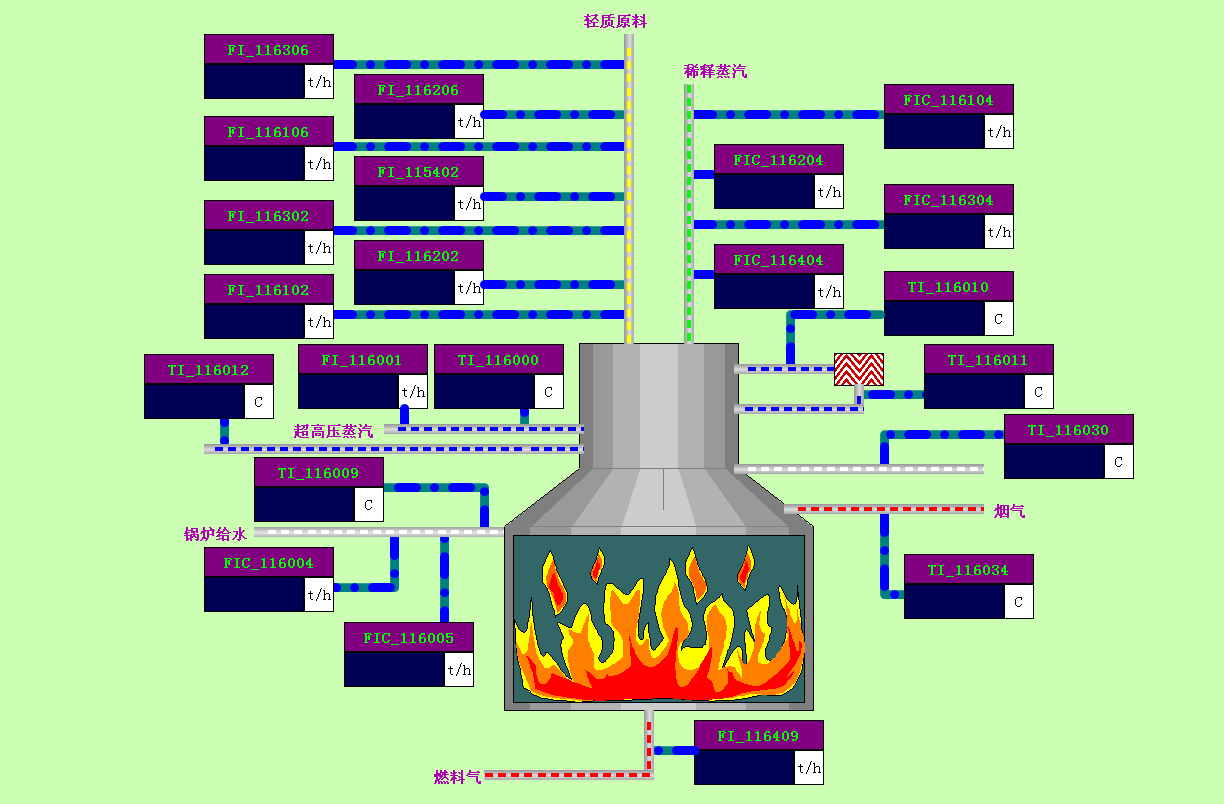 轻质原料
FI_116306
t/h
稀释蒸汽
FI_116206
t/h
FIC_116104
t/h
FI_116106
t/h
FIC_116204
t/h
FI_115402
t/h
FIC_116304
t/h
FI_116302
t/h
FI_116202
t/h
FIC_116404
t/h
FI_116102
t/h
TI_116010
C
TI_116012
C
FI_116001
t/h
TI_116000
C
TI_116011
C
超高压蒸汽
TI_116030
C
TI_116009
C
烟气
锅炉给水
FIC_116004
t/h
TI_116034
C
FIC_116005
t/h
FI_116409
t/h
燃料气